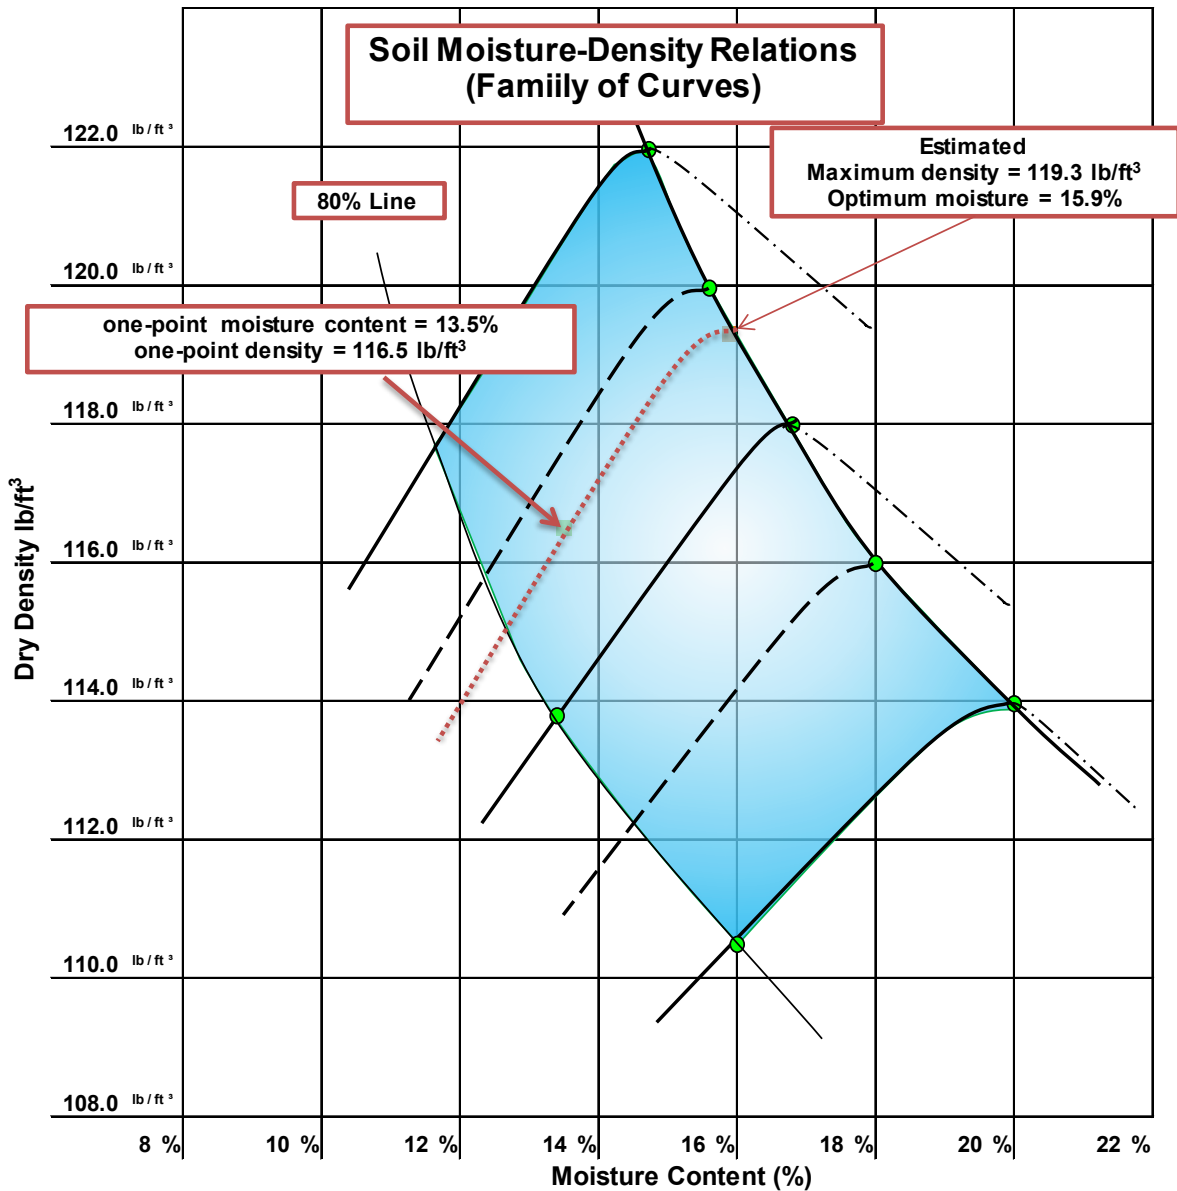 Soil Moisture-Density Relations
(Famiily of Curves)
122.0 lb / ft ³
Estimated
Maximum density = 119.3 lb/ft³
Optimum moisture = 15.9%
80% Line
120.0 lb / ft ³
one-point moisture content = 13.5%
one-point density = 116.5 lb/ft³
118.0 lb / ft ³
116.0 lb / ft ³
114.0 lb / ft ³
112.0 lb / ft ³
110.0 lb / ft ³
108.0 lb / ft ³
Dry Density lb/ft³
8 % 10 % 12 % 14 % 16 % 18 % 20 % 22 %
Moisture Content (%)